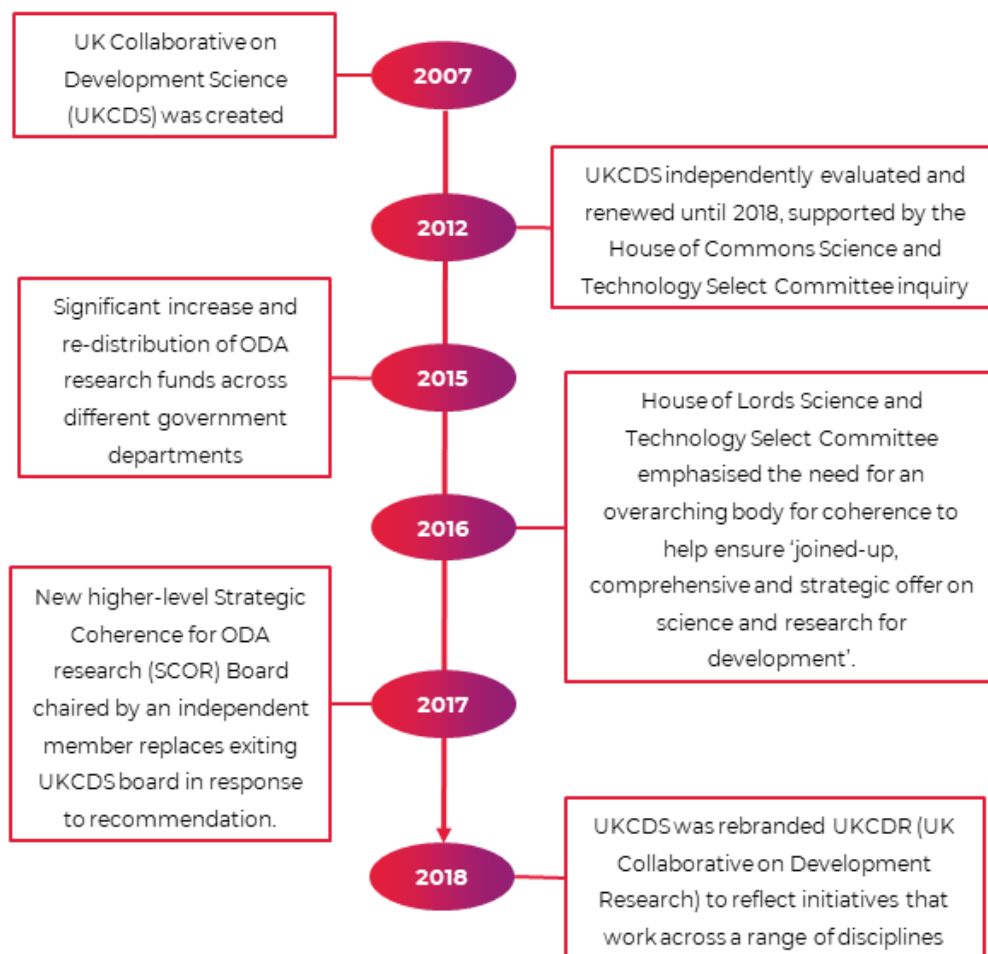 2007
UK Collaborative on
Development Science
(UKCDS) was created
2012
UKCDS independently evaluated and
renewed until 2018, supported by the
House of Commons Science and
Technology Select Committee inquiry
2015
Significant increase and
re-distribution of ODA
research funds across
different government
departments
2016
House of Lords Science and
Technology Select Committee
emphasised the need for an
overarching body for coherence to
help ensure ‘joined-up,
comprehensive and strategic offer on
science and research for
development’.
2017
New higher-level Strategic
Coherence for ODA
research (SCOR) Board
chaired by an independent
member replaces exiting
UKCDS board in response
to recommendation.
2018
UKCDS was rebranded UKCDR (UK
Collaborative on Development
Research) to reflect initiatives that
work across a range of disciplines